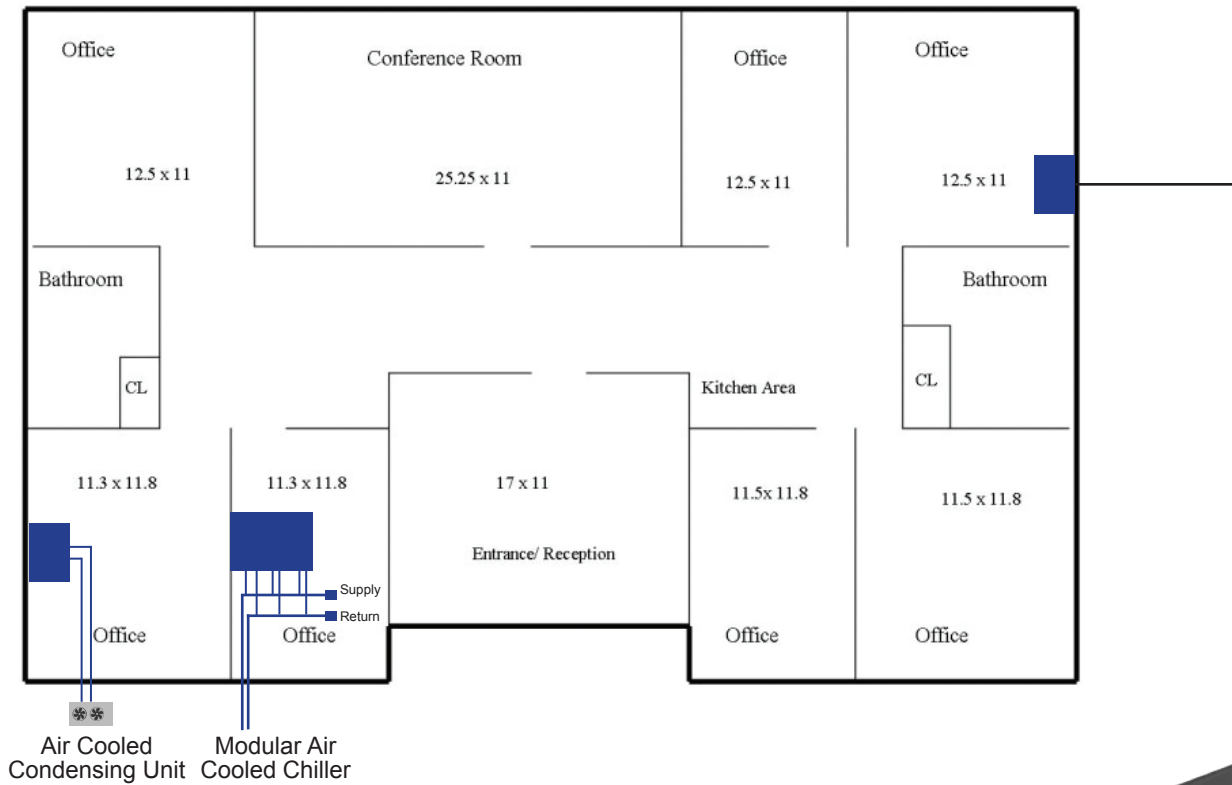 Office
Conference Room
Office
Office
12.5 x 11
25.25 x 11
12.5 x 11
12.5 x 11
Bathroom
Bathroom
CL
Kitchen Area
CL
11.3 x 11.8
11.3 x 11.8
17 x 11
11.5x 11.8
11.5 x 11.8
Entrance/ Reception
Supply
Return
Office
Office
Office
Office
Air Cooled
Condensing Unit
Modular Air
Cooled Chiller